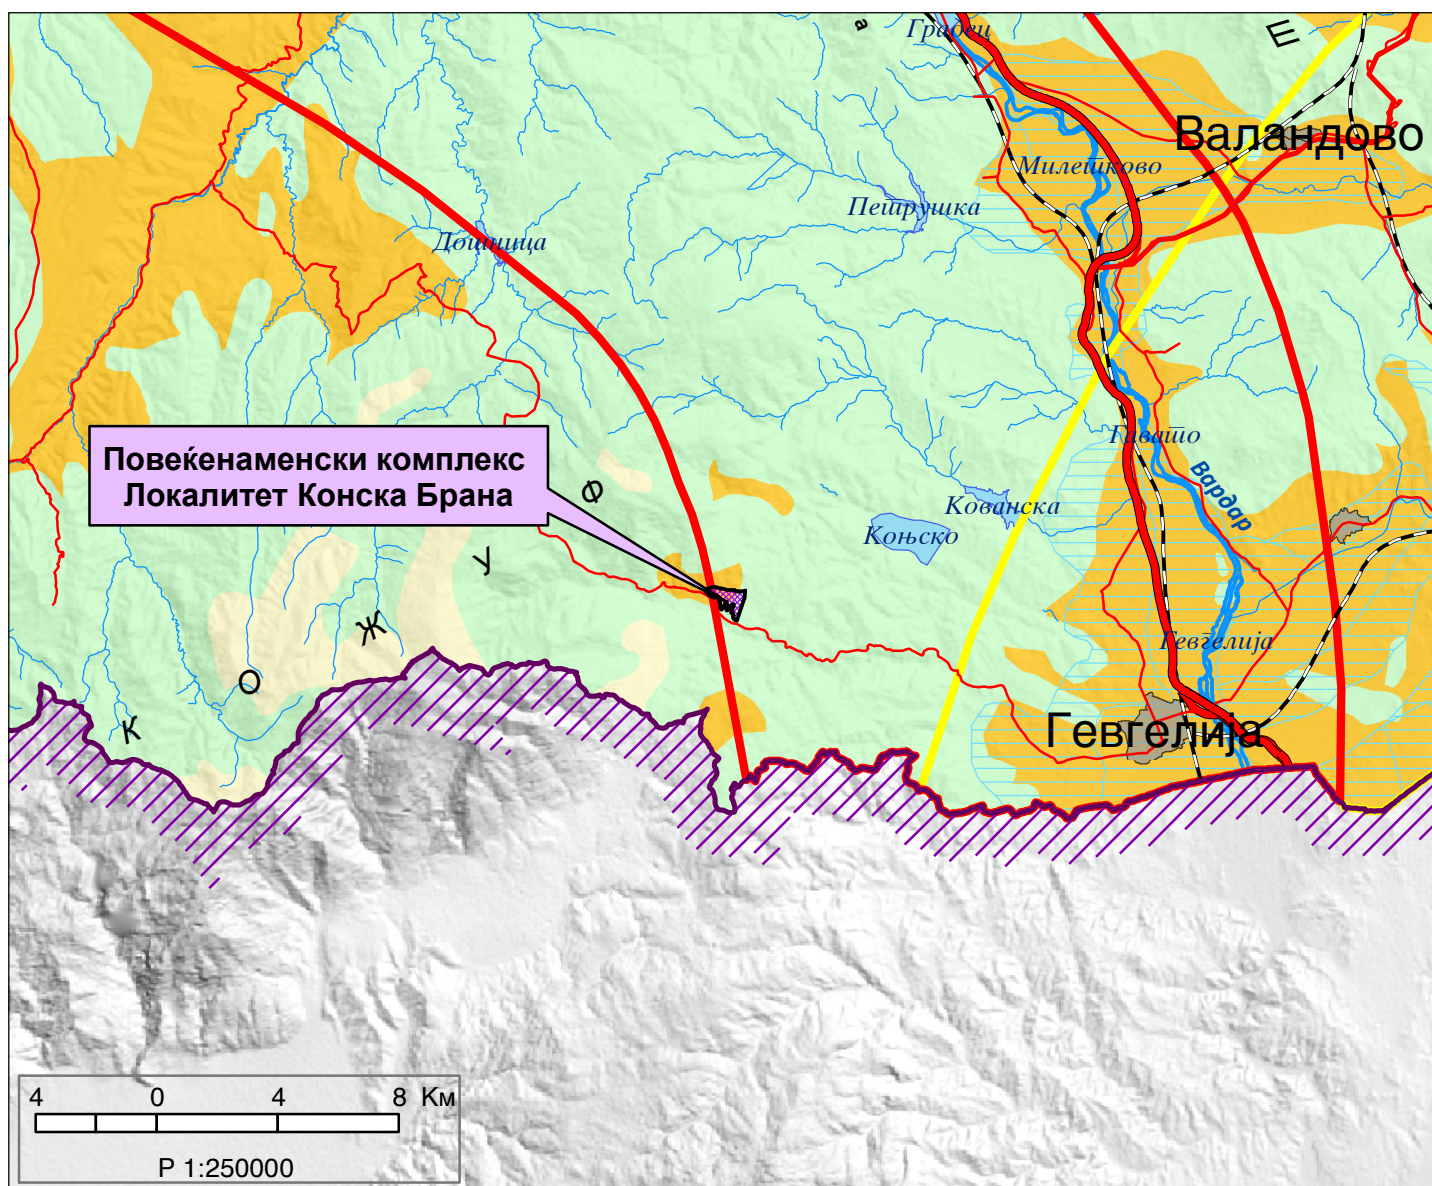 а
Градец
Ш
Валандово
Милетково
Петрушка
Дошница
Гавато
Повеќенаменски комплекс
Локалитет Конска Брана
Вардар
Кованска
Коњско
К О Ж У Ф
Гевгелија
Гевгелија
4 0 4 8 Км
Р 1:250000